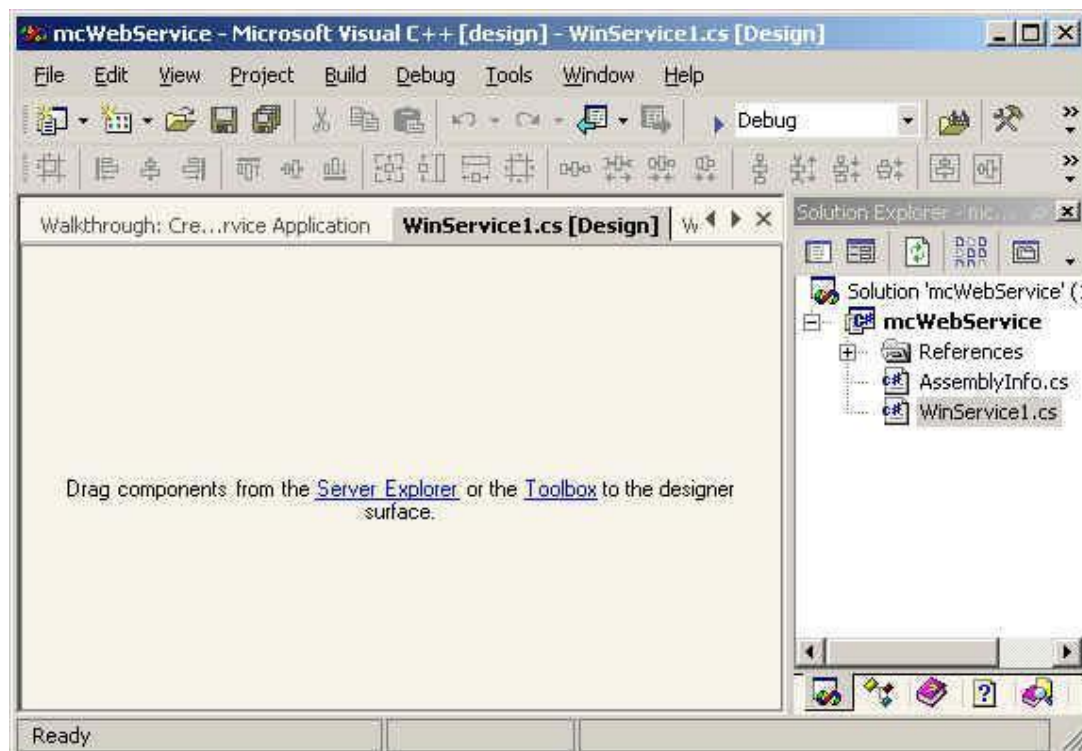 mcWebService - Microsoft Visual C++ [design] - WinService1.cs [Design]
File Edit View Project Build Debug Tools Window Help
Debug
Walkthrough: Cre...rvice Application WinService1.cs [Design] W
Solution Explorer - mc...
Solution 'mcWebService' (
mcWebService
References
AssemblyInfo.cs
WinService1.cs
Drag components from the Server Explorer or the Toolbox to the designer
surface.
Ready